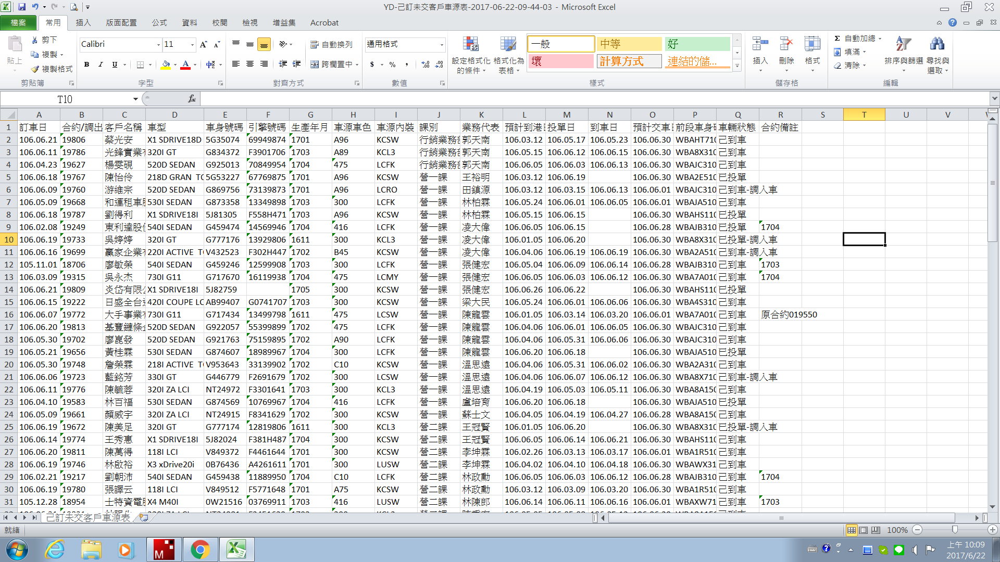 YD-己訂未交客戶車源表-2017-06-22-09-44-03 - Microsoft Excel
檔案 常用 插入 版面配置 公式 資料 校閱 檢視 增益集 Acrobat
貼上 剪下 複製 複製格式 剪貼簿
Calibri 11 B I U 字型
自動換列 跨欄置中 對齊方式
通用格式 $ % , 數值
設定格式化的條件 格式化為表格 一般 中等 好 壞 計算方式 連結的儲... 樣式
插入 刪除 格式 儲存格
Σ 自動加總 填滿 清除 排序與篩選 尋找與選取 編輯
T10 fx
A B C D E F G H I J K L M N O P Q R S T U V
1 訂車日 合約/調出 客戶名稱 車型 車身號碼 引擎號碼 生產年月 車源車色 車源內裝 課別 業務代表 預計到港 投單日 到車日 預計交車 前段車身 車輛狀態 合約備註
2 106.06.21 19806 蔡光安 X1 SDRIVE18D 5G35074 69949874 1701 A96 KCSW 行銷業務 郭天南 106.03.12 106.05.17 106.05.23 106.06.30 WBAHT710 己到車
3 106.06.11 19786 光鋒實業 320I GT G834372 F3901706 1703 A89 KCL3 行銷業務 郭天南 106.05.15 106.06.12 106.06.15 106.06.30 WBA8X310 己到車
4 106.04.23 19627 楊雯硯 520D SEDAN G925013 70849954 1704 475 LCFK 行銷業務 郭天南 106.06.05 106.06.03 106.06.13 106.06.30 WBAJC310 己到車
5 106.06.18 19767 陳怡伶 218D GRAN TO 5G53227 67769875 1701 A96 KCSW 營一課 王裕明 106.03.12 106.06.19 106.06.30 WBA2E510 已投單
6 106.06.09 19760 游維宗 520D SEDAN G869756 73139873 1701 A96 LCRO 營一課 田鎮源 106.03.12 106.03.15 106.06.13 106.06.01 WBAJC310 己到車-調入車
7 106.05.09 19668 和運租車 530I SEDAN G873358 13349898 1703 300 LCFK 營一課 林柏霖 106.05.24 106.06.01 106.06.05 106.06.01 WBAJA510 己到車
8 106.06.18 19787 劉得利 X1 SDRIVE18I 5J81305 F558H471 1703 A96 KCSW 營一課 林柏霖 106.05.15 106.06.15 106.06.30 WBAHS110 已投單
9 106.02.08 19249 東利達股 540I SEDAN G459474 14569946 1704 416 LCFK 營一課 凌大偉 106.06.05 106.06.15 106.06.28 WBAJB310 已投單 1704
10 106.06.19 19733 吳婷婷 320I GT G777176 13929806 1611 300 KCL3 營一課 凌大偉 106.01.05 106.06.20 106.06.30 WBA8X310 已投單-調入車
11 106.06.16 19699 贏家企業 220I ACTIVE TO V432523 F302H447 1702 B45 KCSW 營一課 凌大偉 106.04.06 106.06.19 106.06.19 106.06.30 WBA2A510 己到車-調入車
12 105.11.01 18706 廖敏榮 540I SEDAN G459246 12599908 1703 300 LCFK 營一課 張健宏 106.05.04 106.06.09 106.06.14 106.06.28 WBAJB310 己到車 1703
13 106.03.09 19315 吳永杰 730I G11 G717670 16119938 1704 475 LCMY 營一課 張健宏 106.06.05 106.06.03 106.06.12 106.06.30 WBA7A010 己到車 1704
14 106.06.21 19809 炎岱有限 X1 SDRIVE18I 5J82759 1705 300 KCSW 營一課 張健宏 106.06.26 106.06.22 106.06.30 WBAHS110 已投單
15 106.06.15 19222 日盛全台 420I COUPE LC AB99407 G0741707 1703 300 KCSW 營一課 梁大民 106.05.24 106.06.01 106.06.06 106.06.30 WBA4S310 己到車
16 106.06.07 19772 大手事業 730I G11 G717434 13499798 1611 475 LCSW 營一課 陳龍雲 106.01.05 106.03.14 106.03.20 106.06.01 WBA7A010 己到車 原合約019550
17 106.06.20 19813 基豐鏈條 520D SEDAN G922057 55399899 1702 475 LCFK 營一課 陳龍雲 106.04.06 106.06.01 106.06.05 106.06.30 WBAJC310 己到車
18 106.05.30 19702 廖崑發 520D SEDAN G921763 75159895 1702 A90 LCFK 營一課 陳龍雲 106.04.06 106.05.31 106.06.06 106.06.30 WBAJC310 己到車
19 106.05.21 19656 黃桂霖 530I SEDAN G874607 18989967 1704 300 LCFK 營一課 陳龍雲 106.06.20 106.06.18 106.06.30 WBAJA510 已投單
20 106.05.30 19748 詹榮霖 218I ACTIVE TO V953643 33139902 1702 C10 KCSW 營一課 溫思遠 106.04.06 106.05.31 106.06.02 106.06.30 WBA2A310 己到車
21 106.06.06 19723 藍銘芳 330I GT G446779 F2691679 1702 300 LCSW 營一課 溫思遠 106.04.06 106.06.07 106.06.12 106.06.30 WBA8X710 己到車-調入車
22 106.06.11 19776 陳毓蓉 320I ZA LCI NT24972 F3301641 1703 300 KCL3 營一課 溫思遠 106.04.19 106.05.03 106.05.11 106.06.30 WBA8A150 己到車
23 106.04.10 19583 林百福 530I SEDAN G874569 10769967 1704 416 LCFK 營一課 盧培育 106.06.20 106.06.18 106.06.30 WBAJA510 已投單
24 106.05.09 19661 顏威宇 320I ZA LCI NT24915 F8341629 1702 300 KCSW 營一課 蘇士文 106.04.05 106.04.19 106.04.27 106.06.28 WBA8A150 己到車
25 106.06.19 19672 陳美足 320I GT G777174 12819806 1611 300 KCL3 營二課 王冠賢 106.01.05 106.06.20 106.06.30 WBA8X310 已投單-調入車
26 106.06.14 19774 王秀惠 X1 SDRIVE18I 5J82024 F381H487 1704 300 KCSW 營二課 王冠賢 106.06.05 106.06.14 106.06.21 106.06.30 WBAHS110 己到車
27 106.06.20 19811 陳萬得 118I LCI V849372 F4461644 1701 300 KCSW 營二課 李坤霖 106.02.26 106.03.13 106.03.17 106.06.01 WBA1R510 己到車
28 106.06.19 19746 林啟裕 X3 xDrive20i 0B76436 A4261611 1701 300 LUSW 營二課 李坤霖 106.04.02 106.04.10 106.04.18 106.06.30 WBAWX31 己到車
29 106.02.21 19217 劉朝沛 540I SEDAN G459438 11889950 1704 C10 LCFK 營二課 林政勳 106.06.05 106.06.03 106.06.12 106.06.28 WBAJB310 己到車 1704
30 106.06.19 19780 張譯云 118I LCI V849512 F5771648 1701 A75 KCSW 營二課 林政勳 106.03.12 106.03.09 106.03.20 106.06.30 WBA1R510 己到車
31 105.12.28 18954 士特資電 X4 M40I 0W21516 03769911 1703 416 LUSW 營二課 林陳郎 106.06.14 106.06.11 106.06.16 106.06.01 WBAXW71 己到車 1703
己訂未交客戶車源表
就緒 100%
上午 10:09
2017/6/22